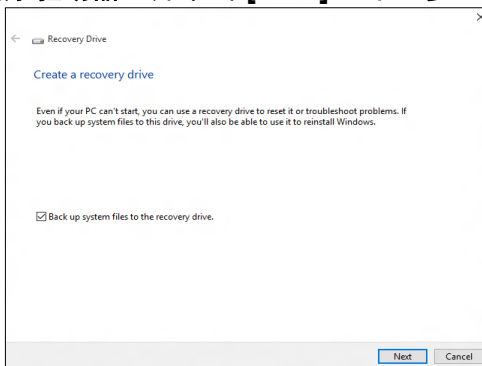 Recovery Drive
Create a recovery drive
Even if your PC can't start, you can use a recovery drive to reset it or troubleshoot problems. If
you back up system files to this drive, you'll also be able to use it to reinstall Windows.
Back up system files to the recovery drive.
Next Cancel